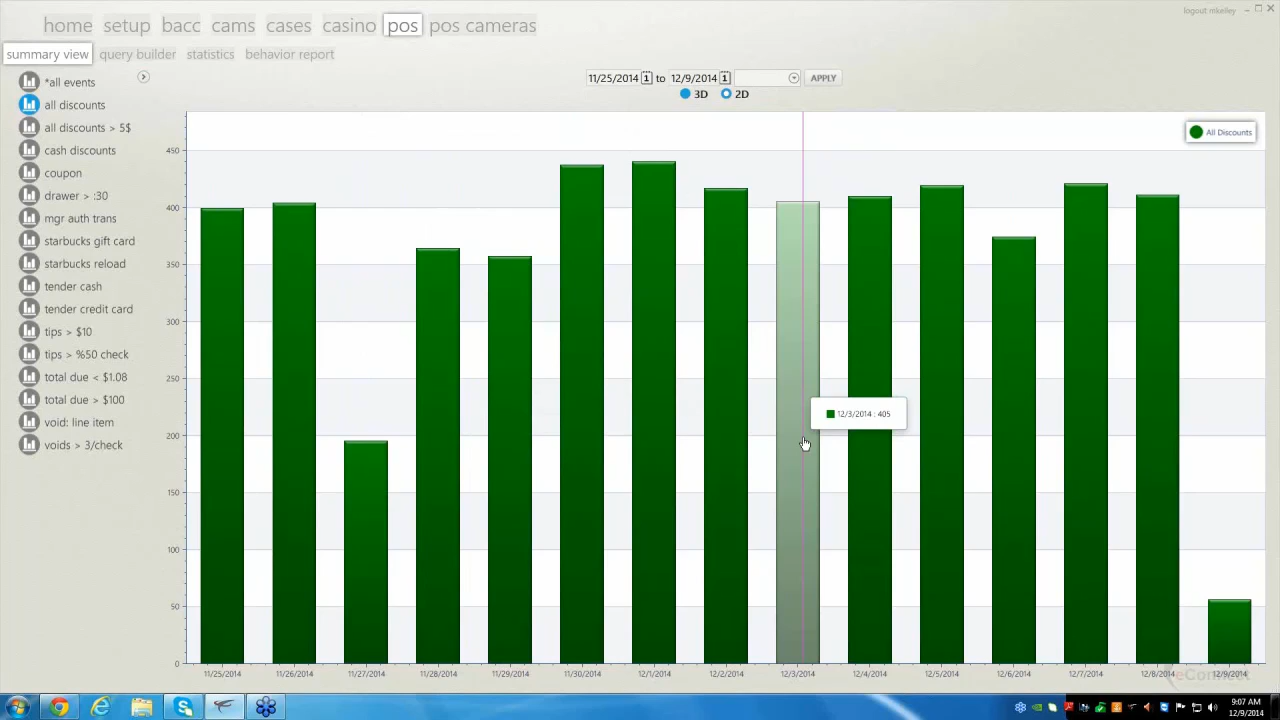 logout mkelley
home setup bacc cams cases casino pos pos cameras
summary view query builder statistics behavior report
*all events
all discounts
all discounts > 5$
cash discounts
coupon
drawer > :30
mgr auth trans
starbucks gift card
starbucks reload
tender cash
tender credit card
tips > $10
tips > %50 check
total due < $1.08
total due > $100
void: line item
voids > 3/check
11/25/2014 to 12/9/2014 APPLY
3D 2D
All Discounts
450
400
350
300
250
200
150
100
50
0
12/3/2014 : 405
11/25/2014 11/26/2014 11/27/2014 11/28/2014 11/29/2014 11/30/2014 12/1/2014 12/2/2014 12/3/2014 12/4/2014 12/5/2014 12/6/2014 12/7/2014 12/8/2014 12/9/2014
eConnect
9:07 AM
12/9/2014